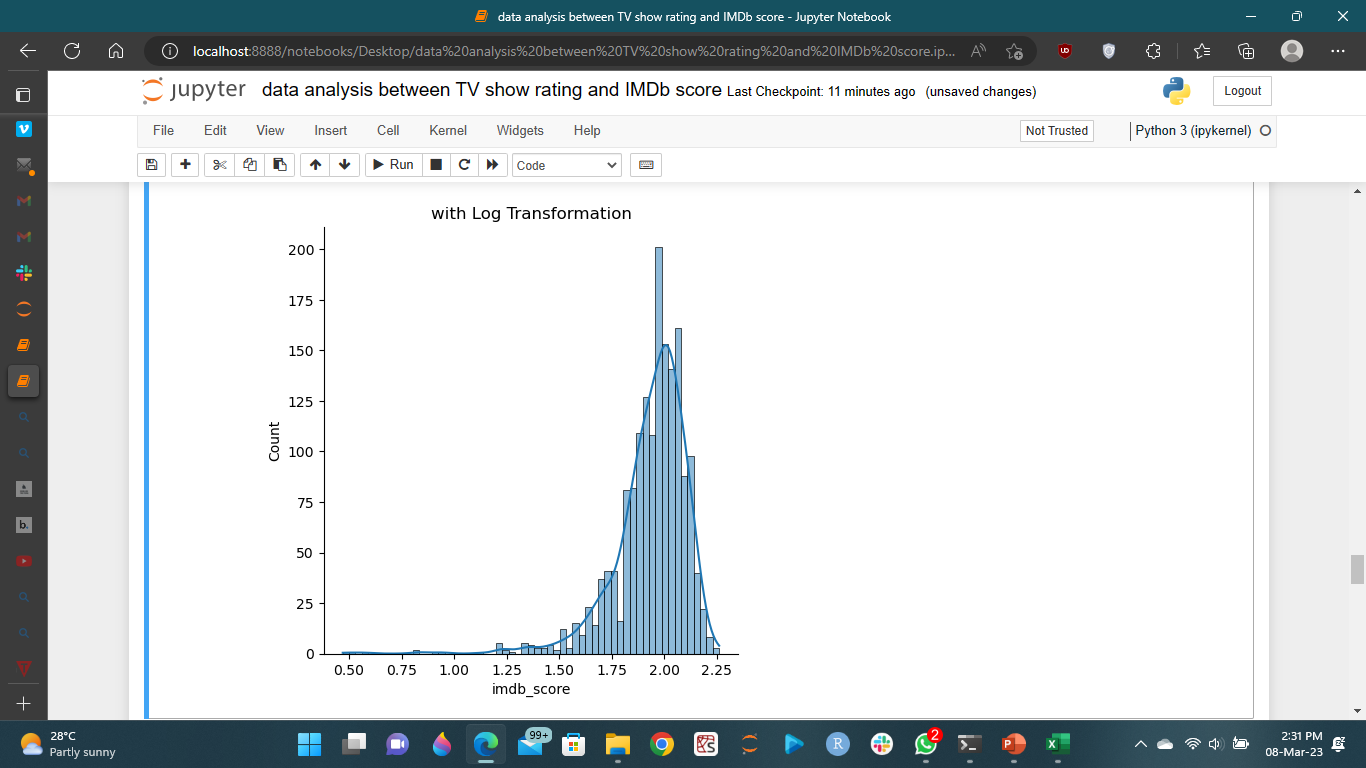 data analysis between TV show rating and IMDb score - Jupyter Notebook
localhost:8888/notebooks/Desktop/data%20analysis%20between%20TV%20show%20rating%20and%20IMDb%20score.ip...
jupyter data analysis between TV show rating and IMDb score Last Checkpoint: 11 minutes ago (unsaved changes)
Logout
File Edit View Insert Cell Kernel Widgets Help
Not Trusted
Python 3 (ipykernel)
Run
Code
with Log Transformation
200
175
150
125
100
75
50
25
0
Count
0.50 0.75 1.00 1.25 1.50 1.75 2.00 2.25
imdb_score
b.
28°C
Partly sunny
99+
2
R
P
X
2:31 PM
08-Mar-23